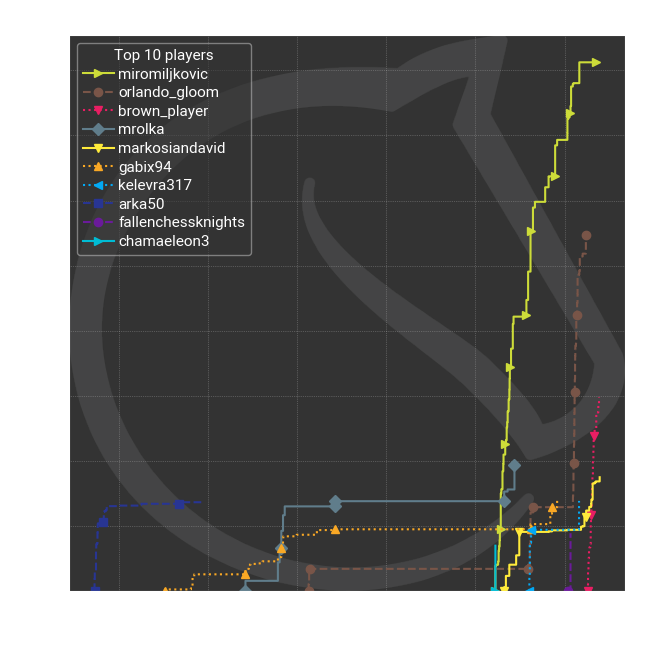 Top 10 players
miromiljkovic
orlando_gloom
brown_player
mrolka
markosiandavid
gabix94
kelevra317
arka50
fallenchessknights
chamaeleon3